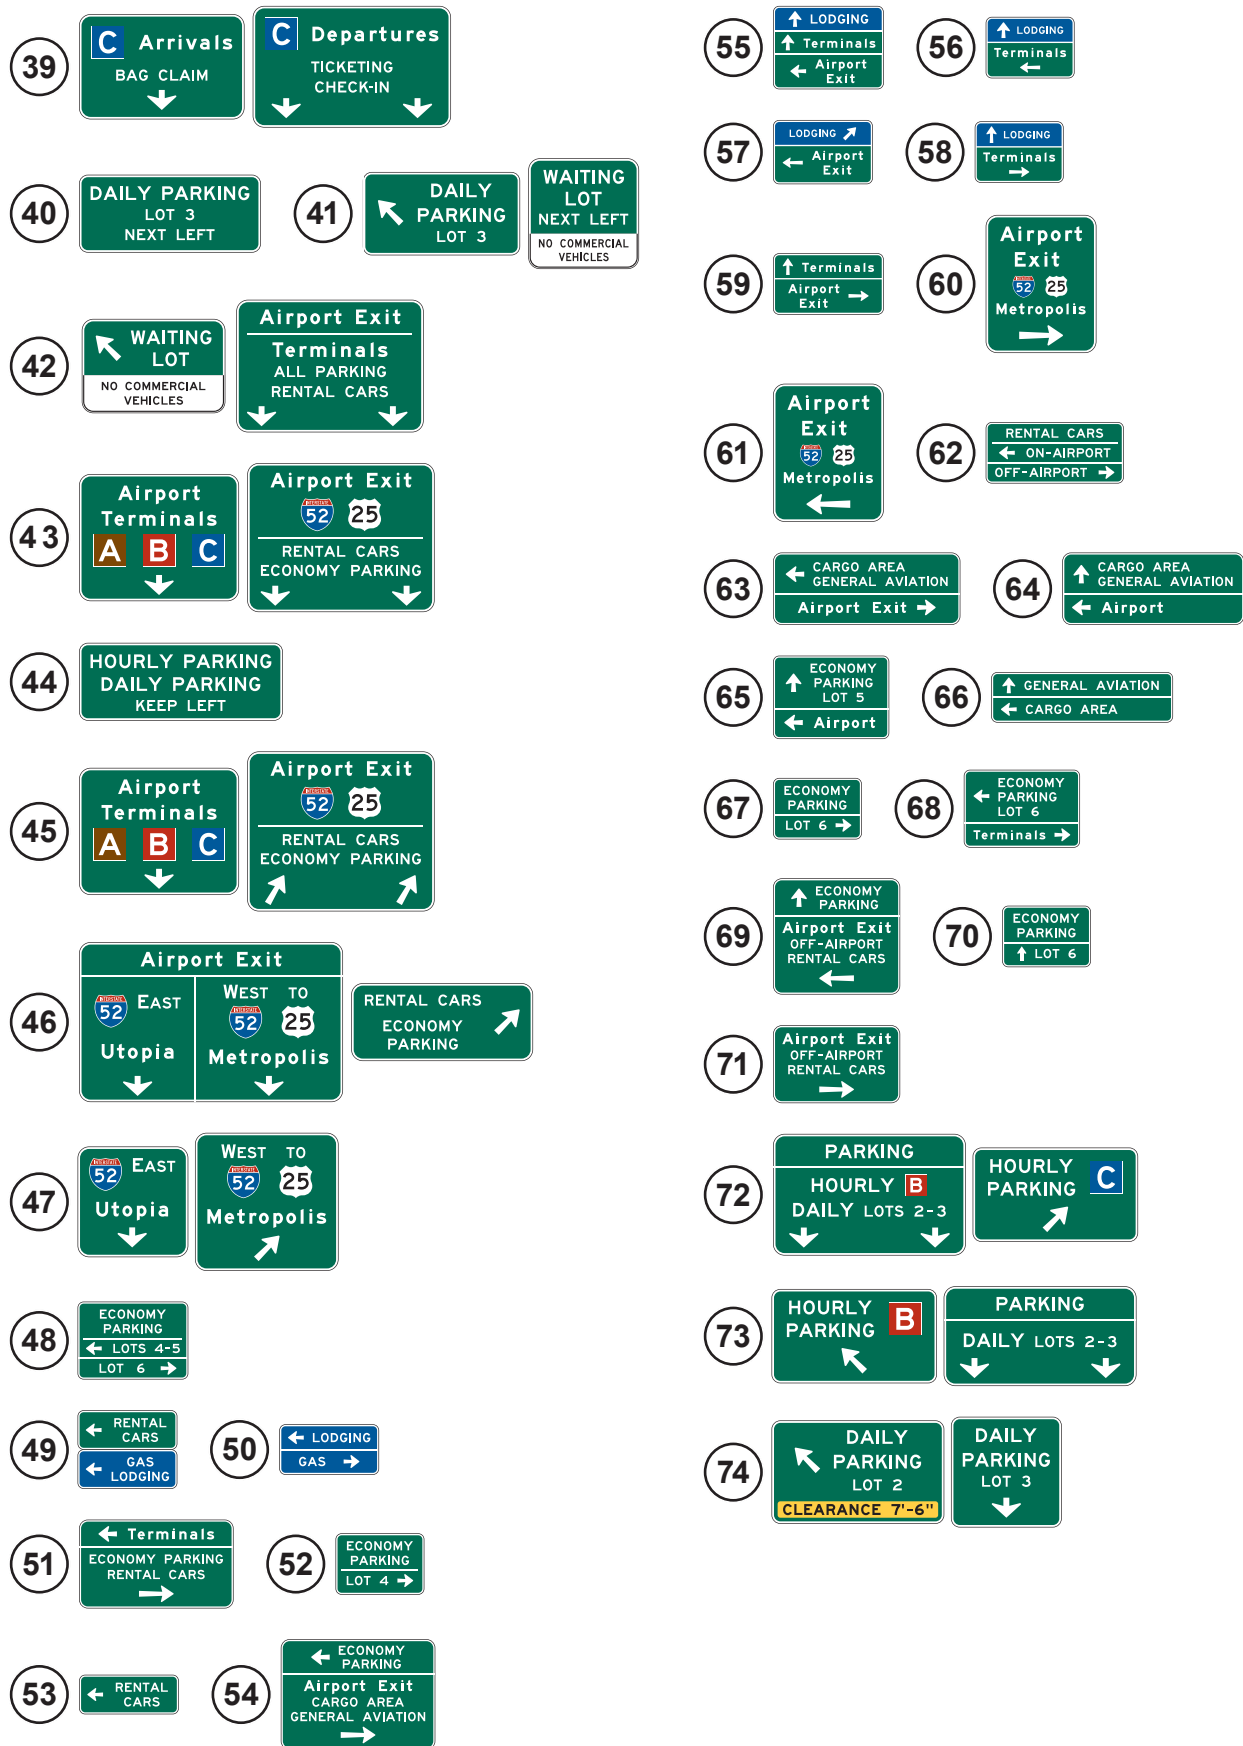 39
C Arrivals
BAG CLAIM
C Departures
TICKETING
CHECK-IN
40
DAILY PARKING
LOT 3
NEXT LEFT
41
DAILY
PARKING
LOT 3
WAITING
LOT
NEXT LEFT
NO COMMERCIAL
VEHICLES
42
WAITING
LOT
NO COMMERCIAL
VEHICLES
Airport Exit
Terminals
ALL PARKING
RENTAL CARS
43
Airport
Terminals
A B C
Airport Exit
INTERSTATE
52 25
RENTAL CARS
ECONOMY PARKING
44
HOURLY PARKING
DAILY PARKING
KEEP LEFT
45
Airport
Terminals
A B C
Airport Exit
INTERSTATE
52 25
RENTAL CARS
ECONOMY PARKING
46
Airport Exit
INTERSTATE
52 EAST
Utopia
WEST TO
INTERSTATE
52 25
Metropolis
RENTAL CARS
ECONOMY
PARKING
47
INTERSTATE
52 EAST
Utopia
WEST TO
INTERSTATE
52 25
Metropolis
48
ECONOMY
PARKING
LOTS 4-5
LOT 6
49
RENTAL
CARS
GAS
LODGING
50
LODGING
GAS
51
Terminals
ECONOMY PARKING
RENTAL CARS
52
ECONOMY
PARKING
LOT 4
53
RENTAL
CARS
54
ECONOMY
PARKING
Airport Exit
CARGO AREA
GENERAL AVIATION
55
LODGING
Terminals
Airport
Exit
56
LODGING
Terminals
57
LODGING
Airport
Exit
58
LODGING
Terminals
59
Terminals
Airport
Exit
60
Airport
Exit
52 25
Metropolis
61
Airport
Exit
52 25
Metropolis
62
RENTAL CARS
ON-AIRPORT
OFF-AIRPORT
63
CARGO AREA
GENERAL AVIATION
Airport Exit
64
CARGO AREA
GENERAL AVIATION
Airport
65
ECONOMY
PARKING
LOT 5
Airport
66
GENERAL AVIATION
CARGO AREA
67
ECONOMY
PARKING
LOT 6
68
ECONOMY
PARKING
LOT 6
Terminals
69
ECONOMY
PARKING
Airport Exit
OFF-AIRPORT
RENTAL CARS
70
ECONOMY
PARKING
LOT 6
71
Airport Exit
OFF-AIRPORT
RENTAL CARS
72
PARKING
HOURLY B
DAILY LOTS 2-3
HOURLY
PARKING C
73
HOURLY
PARKING B
PARKING
DAILY LOTS 2-3
74
DAILY
PARKING
LOT 2
CLEARANCE 7'-6"
DAILY
PARKING
LOT 3